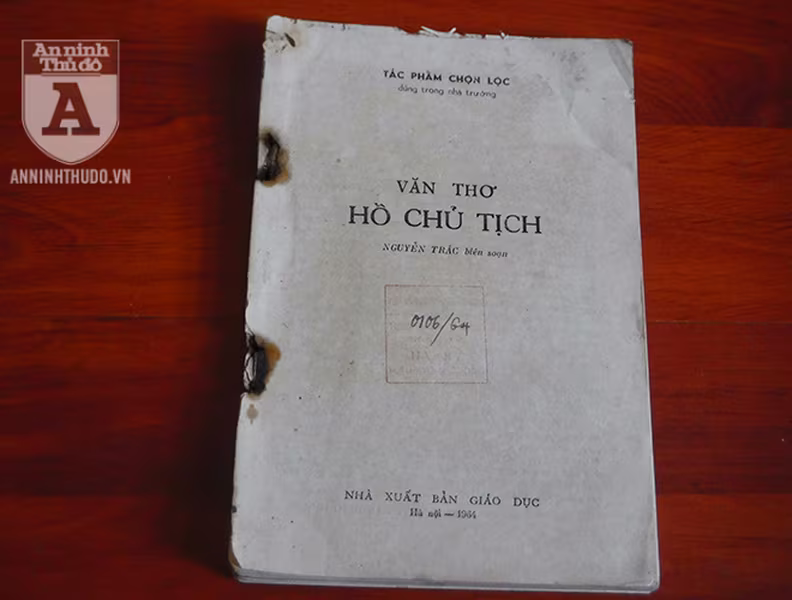 An ninh
Thủ đô
A
ANNINHTHUDO.VN
TÁC PHẨM CHỌN LỌC
dùng trong nhà trường
VĂN THƠ
HỒ CHỦ TỊCH
NGUYỄN TRÁC biên soạn
0106/
NHÀ XUẤT BẢN GIÁO DỤC
Hà nội — 1964